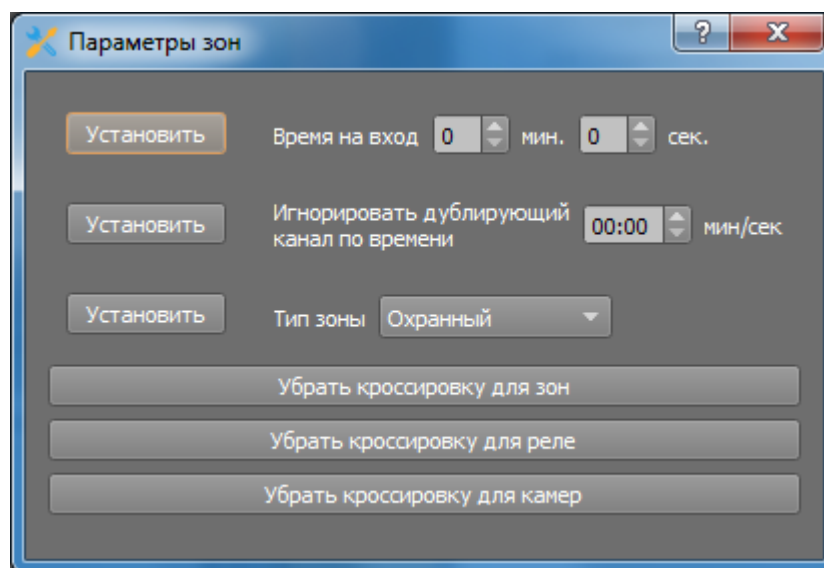 Параметры зон
Установить Время на вход 0 мин. 0 сек.
Игнорировать дублирующий
Установить 00:00 мин/сек
канал по времени
Установить Тип зоны Охранный
Убрать кроссировку для зон
Убрать кроссировку для реле
Убрать кроссировку для камер